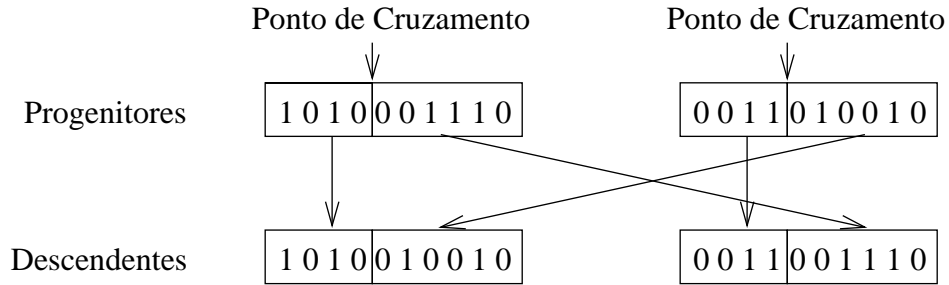 Ponto de Cruzamento Ponto de Cruzamento
Progenitores 1 0 1 0 0 0 1 1 1 0 0 0 1 1 0 1 0 0 1 0
Descendentes 1 0 1 0 0 1 0 0 1 0 0 0 1 1 0 0 1 1 1 0